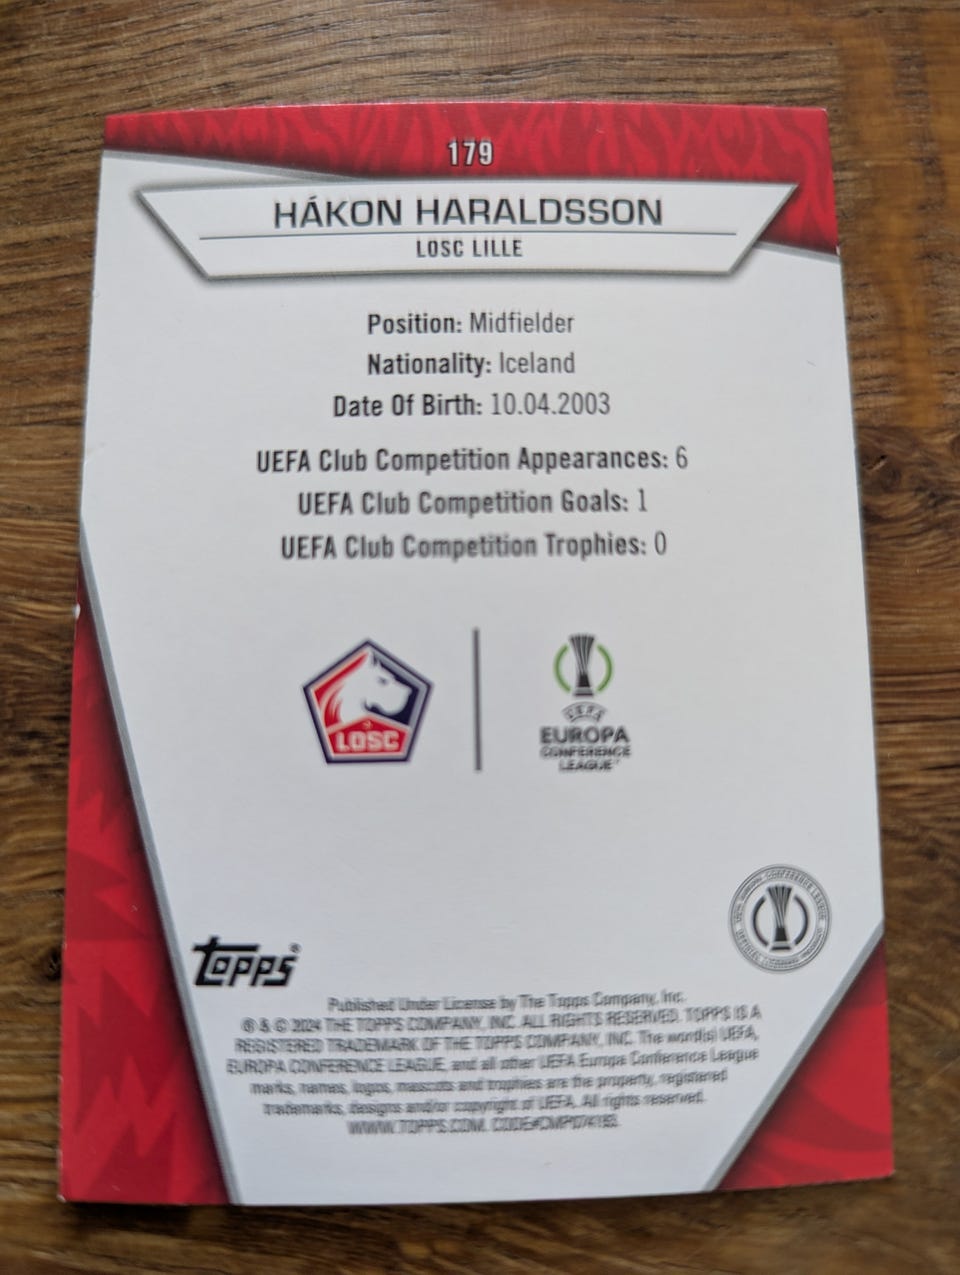 179
HÁKON HARALDSSON
LOSC LILLE
Position: Midfielder
Nationality: Iceland
Date Of Birth: 10.04.2003
UEFA Club Competition Appearances: 6
UEFA Club Competition Goals: 1
UEFA Club Competition Trophies: 0
LOSC
UEFA
EUROPA
CONFERENCE
LEAGUE
Topps®
Published Under License by The Topps Company, Inc.
® & © 2024 THE TOPPS COMPANY, INC. ALL RIGHTS RESERVED. TOPPS IS A
REGISTERED TRADEMARK OF THE TOPPS COMPANY, INC. The word(s) UEFA,
EUROPA CONFERENCE LEAGUE, and all other UEFA Europa Conference League
marks, names, logos, mascots and trophies are the property, registered
trademarks, designs and/or copyright of UEFA. All rights reserved.
WWW.TOPPS.COM.